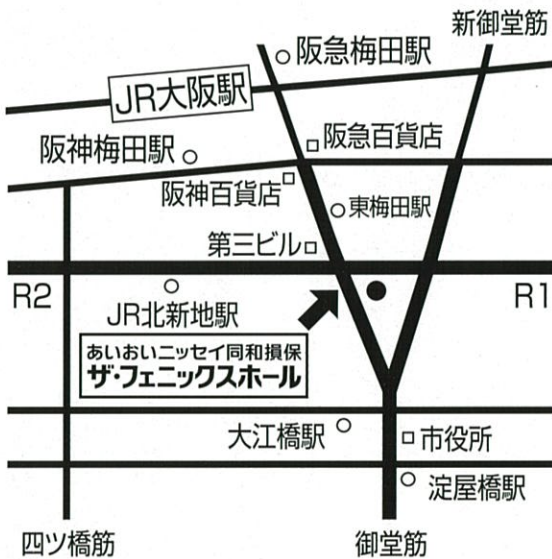 新御堂筋
阪急梅田駅
JR大阪駅
阪急百貨店
阪神梅田駅
阪神百貨店
東梅田駅
第三ビル
R2
R1
JR北新地駅
あいおいニッセイ同和損保
ザ・フェニックスホール
大江橋駅
市役所
淀屋橋駅
四ツ橋筋
御堂筋